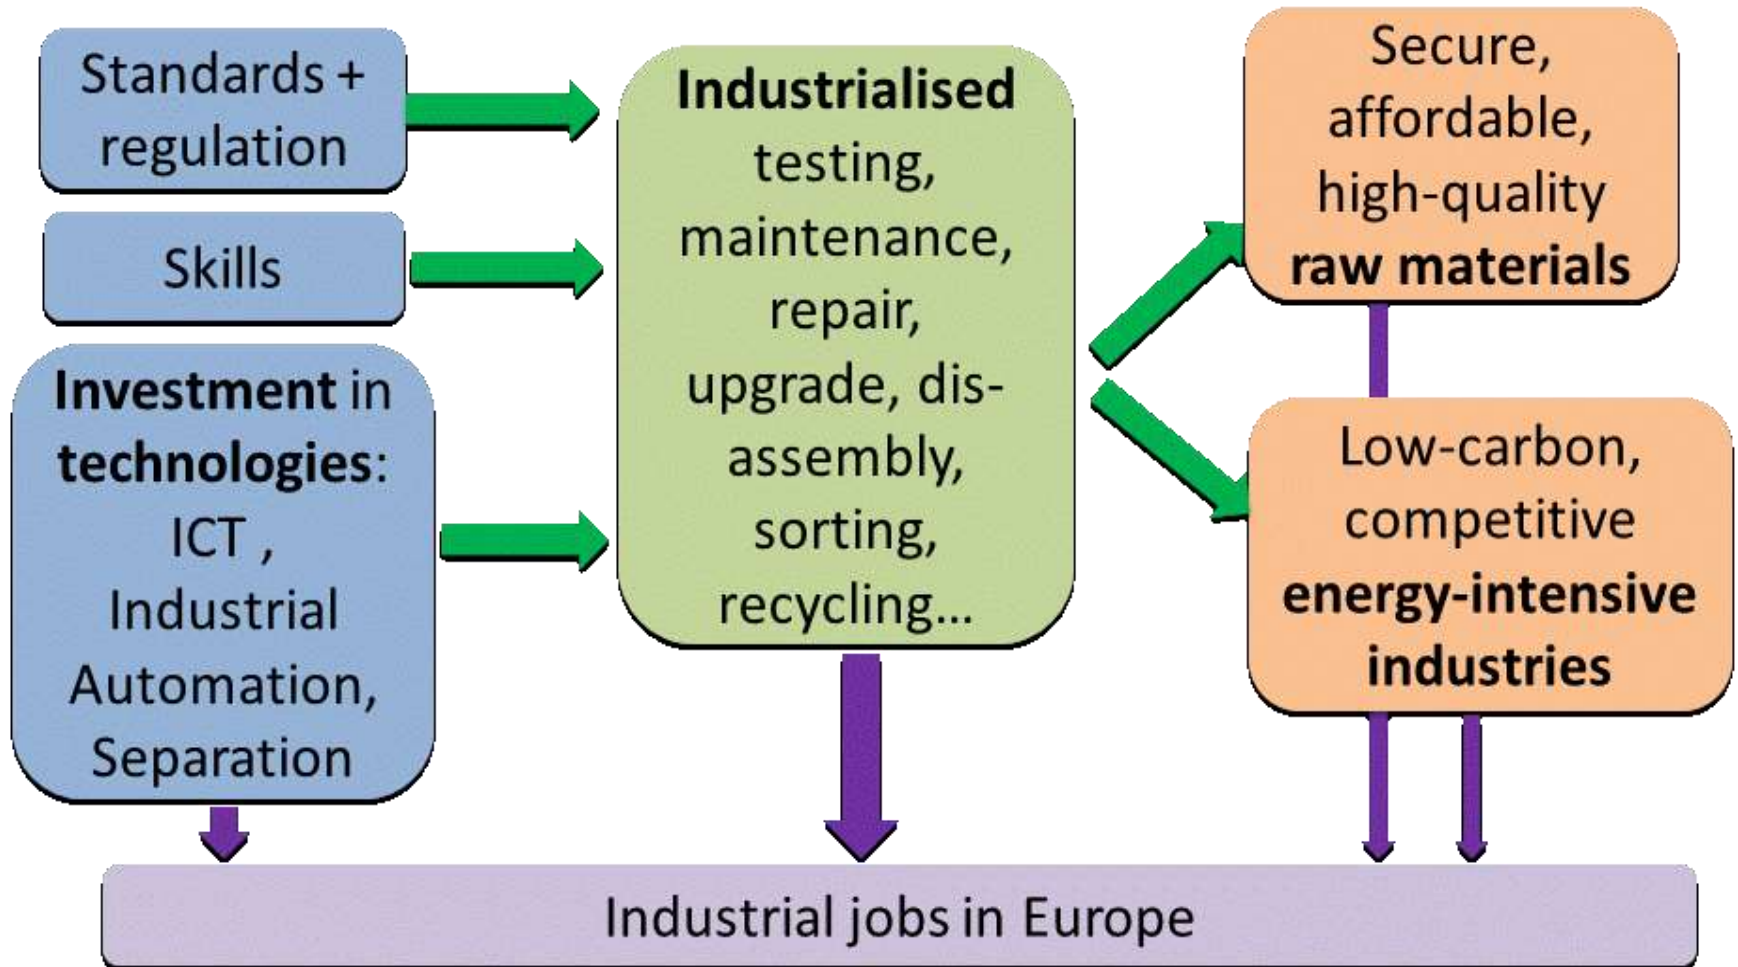 Standards +
regulation
Skills
Investment in
technologies:
ICT ,
Industrial
Automation,
Separation
Industrialised
testing,
maintenance,
repair,
upgrade, dis-
assembly,
sorting,
recycling...
Secure,
affordable,
high-quality
raw materials
Low-carbon,
competitive
energy-intensive
industries
Industrial jobs in Europe